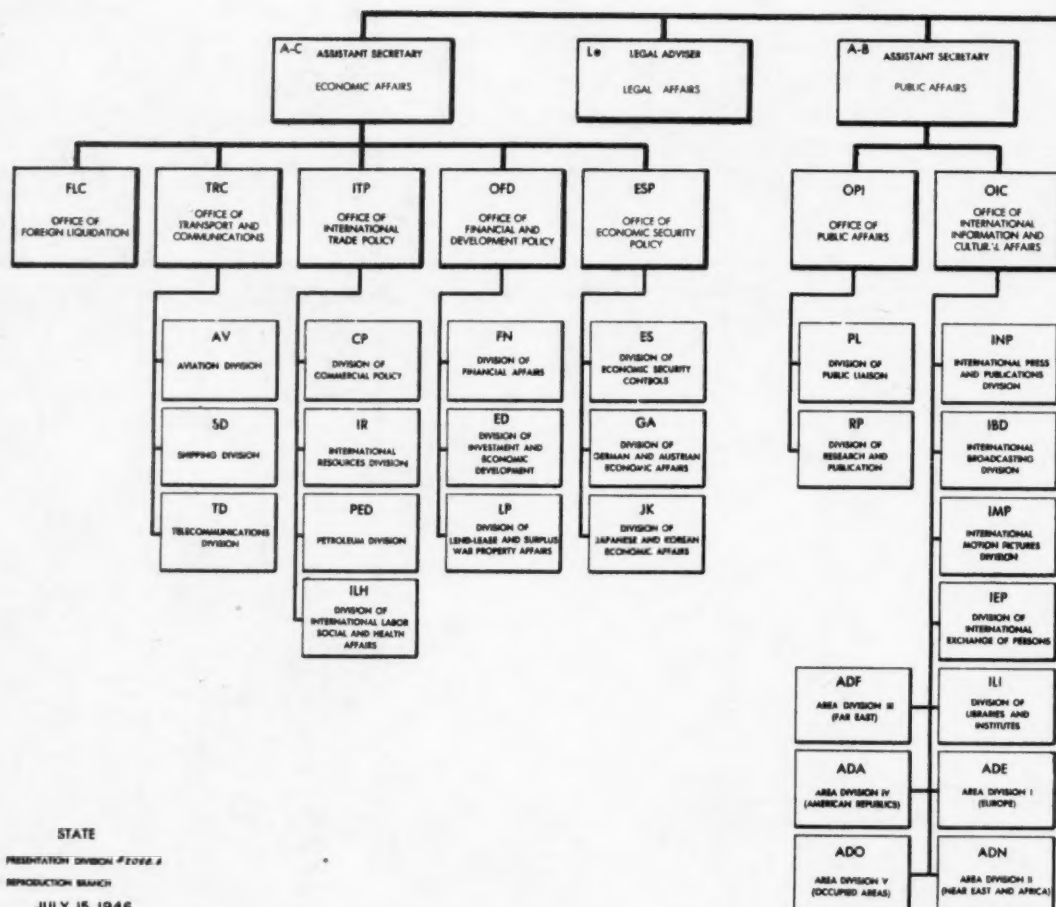 A-C ASSISTANT SECRETARY
ECONOMIC AFFAIRS
Le LEGAL ADVISER
LEGAL AFFAIRS
A-B ASSISTANT SECRETARY
PUBLIC AFFAIRS
FLC
OFFICE OF
FOREIGN LIQUIDATION
TRC
OFFICE OF
TRANSPORT AND
COMMUNICATIONS
ITP
OFFICE OF
INTERNATIONAL
TRADE POLICY
OFD
OFFICE OF
FINANCIAL AND
DEVELOPMENT POLICY
ESP
OFFICE OF
ECONOMIC SECURITY
POLICY
OPI
OFFICE OF
PUBLIC AFFAIRS
OIC
OFFICE OF
INTERNATIONAL
INFORMATION AND
CULTURAL AFFAIRS
AV
AVIATION DIVISION
SD
SHIPPING DIVISION
TD
TELECOMMUNICATIONS
DIVISION
CP
DIVISION OF
COMMERCIAL POLICY
IR
INTERNATIONAL
RESOURCES DIVISION
PED
PETROLEUM DIVISION
ILH
DIVISION OF
INTERNATIONAL LABOR
SOCIAL AND HEALTH
AFFAIRS
FN
DIVISION OF
FINANCIAL AFFAIRS
ED
DIVISION OF
INVESTMENT AND
ECONOMIC
DEVELOPMENT
LP
DIVISION OF
LEND-LEASE AND SURPLUS
WAR PROPERTY AFFAIRS
ES
DIVISION OF
ECONOMIC SECURITY
CONTROLS
GA
DIVISION OF
GERMAN AND AUSTRIAN
ECONOMIC AFFAIRS
JK
DIVISION OF
JAPANESE AND KOREAN
ECONOMIC AFFAIRS
PL
DIVISION OF
PUBLIC LIAISON
RP
DIVISION OF
RESEARCH AND
PUBLICATION
INP
INTERNATIONAL PRESS
AND PUBLICATIONS
DIVISION
IBD
INTERNATIONAL
BROADCASTING
DIVISION
IMP
INTERNATIONAL
MOTION PICTURES
DIVISION
IEP
DIVISION OF
INTERNATIONAL
EXCHANGE OF PERSONS
ADF
AREA DIVISION III
(FAR EAST)
ILI
DIVISION OF
LIBRARIES AND
INSTITUTES
ADA
AREA DIVISION IV
(AMERICAN REPUBLICS)
ADE
AREA DIVISION I
(EUROPE)
ADO
AREA DIVISION V
(OCCUPIED AREAS)
ADN
AREA DIVISION II
(NEAR EAST AND AFRICA)
STATE
PRESENTATION DIVISION
REPRODUCTION BRANCH
JULY 15, 1946